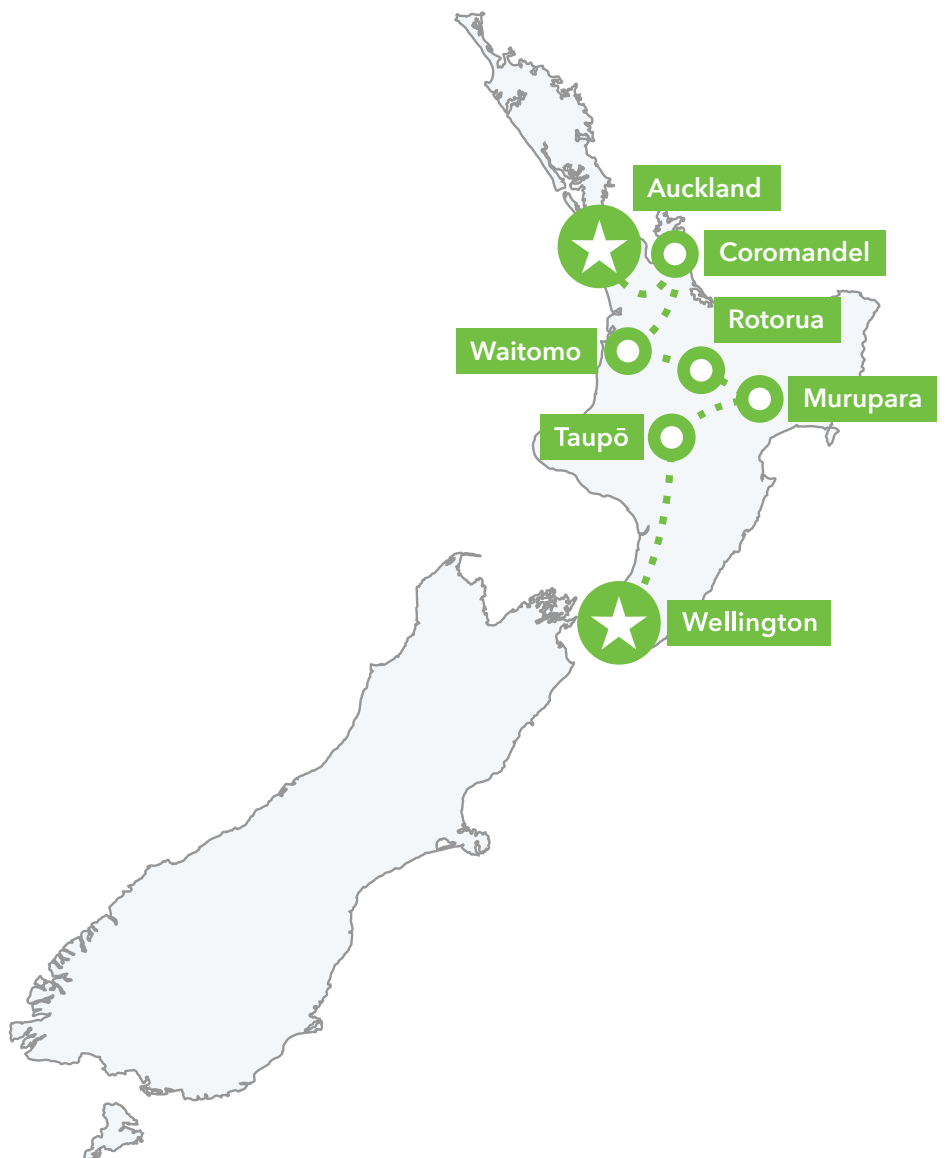 Auckland
Coromandel
Rotorua
Waitomo
Murupara
Taupō
Wellington